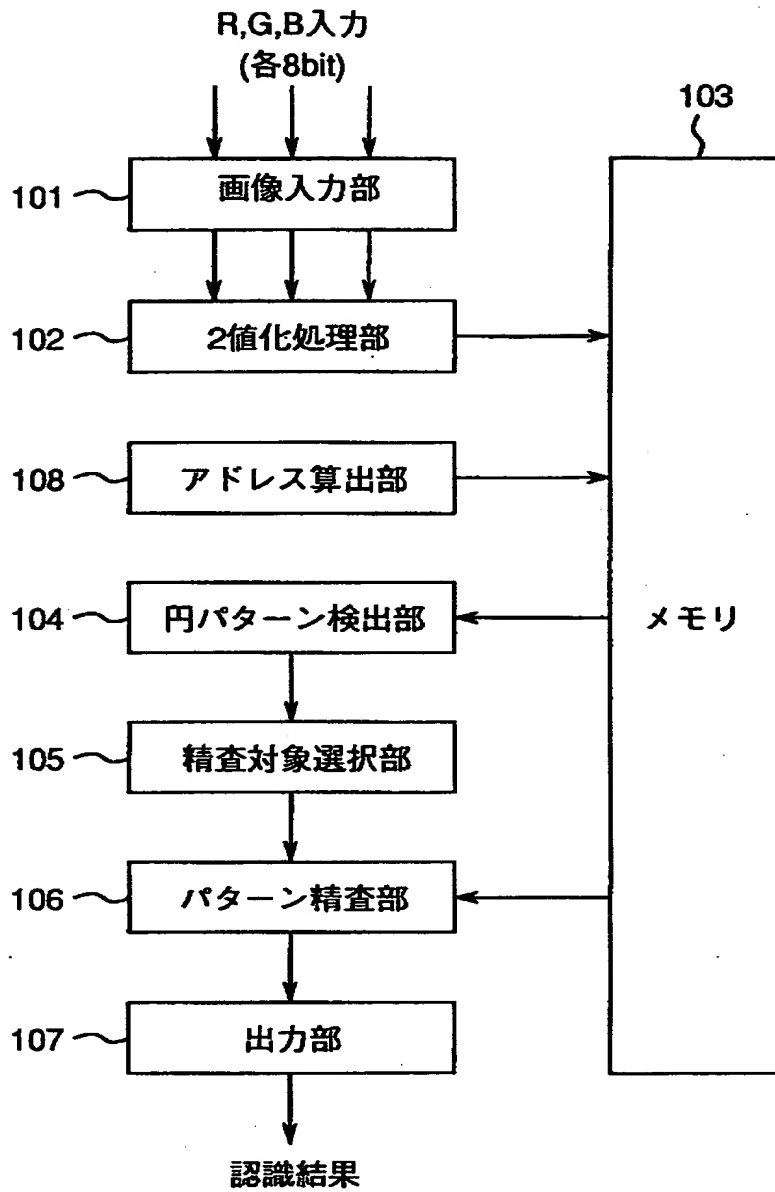 R,G,B入力
(各8bit)
103
101
画像入力部
102
2値化処理部
108
アドレス算出部
104
円パターン検出部
メモリ
105
精査対象選択部
106
パターン精査部
107
出力部
認識結果